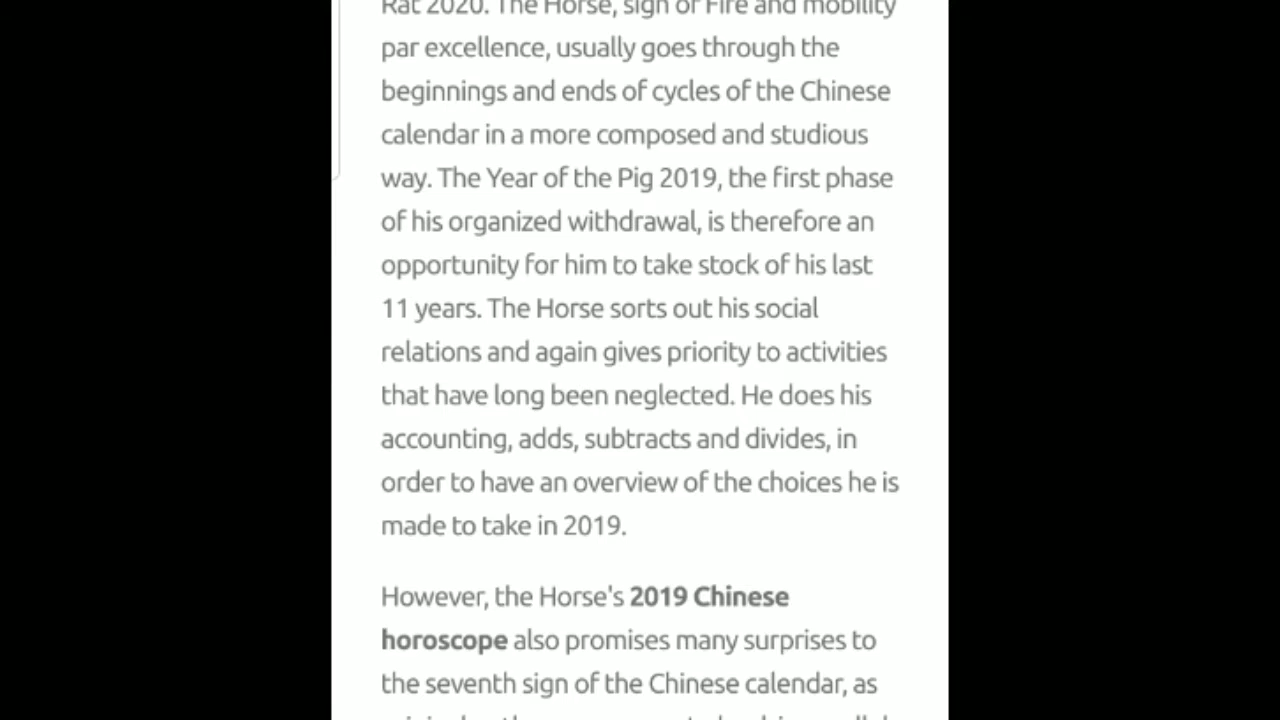 Rat 2020. The Horse, sign of Fire and mobility
par excellence, usually goes through the
beginnings and ends of cycles of the Chinese
calendar in a more composed and studious
way. The Year of the Pig 2019, the first phase
of his organized withdrawal, is therefore an
opportunity for him to take stock of his last
11 years. The Horse sorts out his social
relations and again gives priority to activities
that have long been neglected. He does his
accounting, adds, subtracts and divides, in
order to have an overview of the choices he is
made to take in 2019.
However, the Horse's 2019 Chinese
horoscope also promises many surprises to
the seventh sign of the Chinese calendar, as